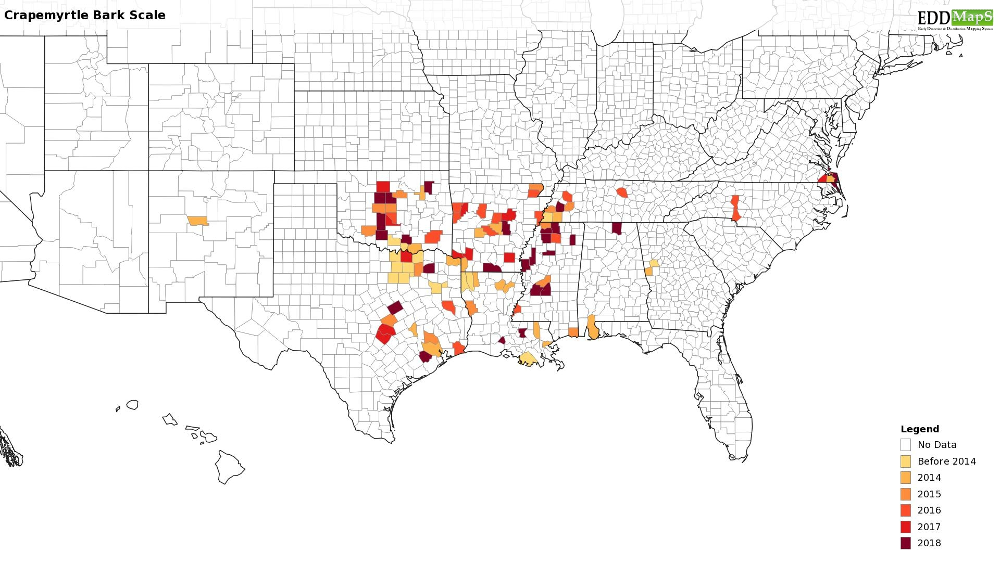 Crapemyrtle Bark Scale
EDDMapS
Early Detection & Distribution Mapping System
Legend
No Data
Before 2014
2014
2015
2016
2017
2018